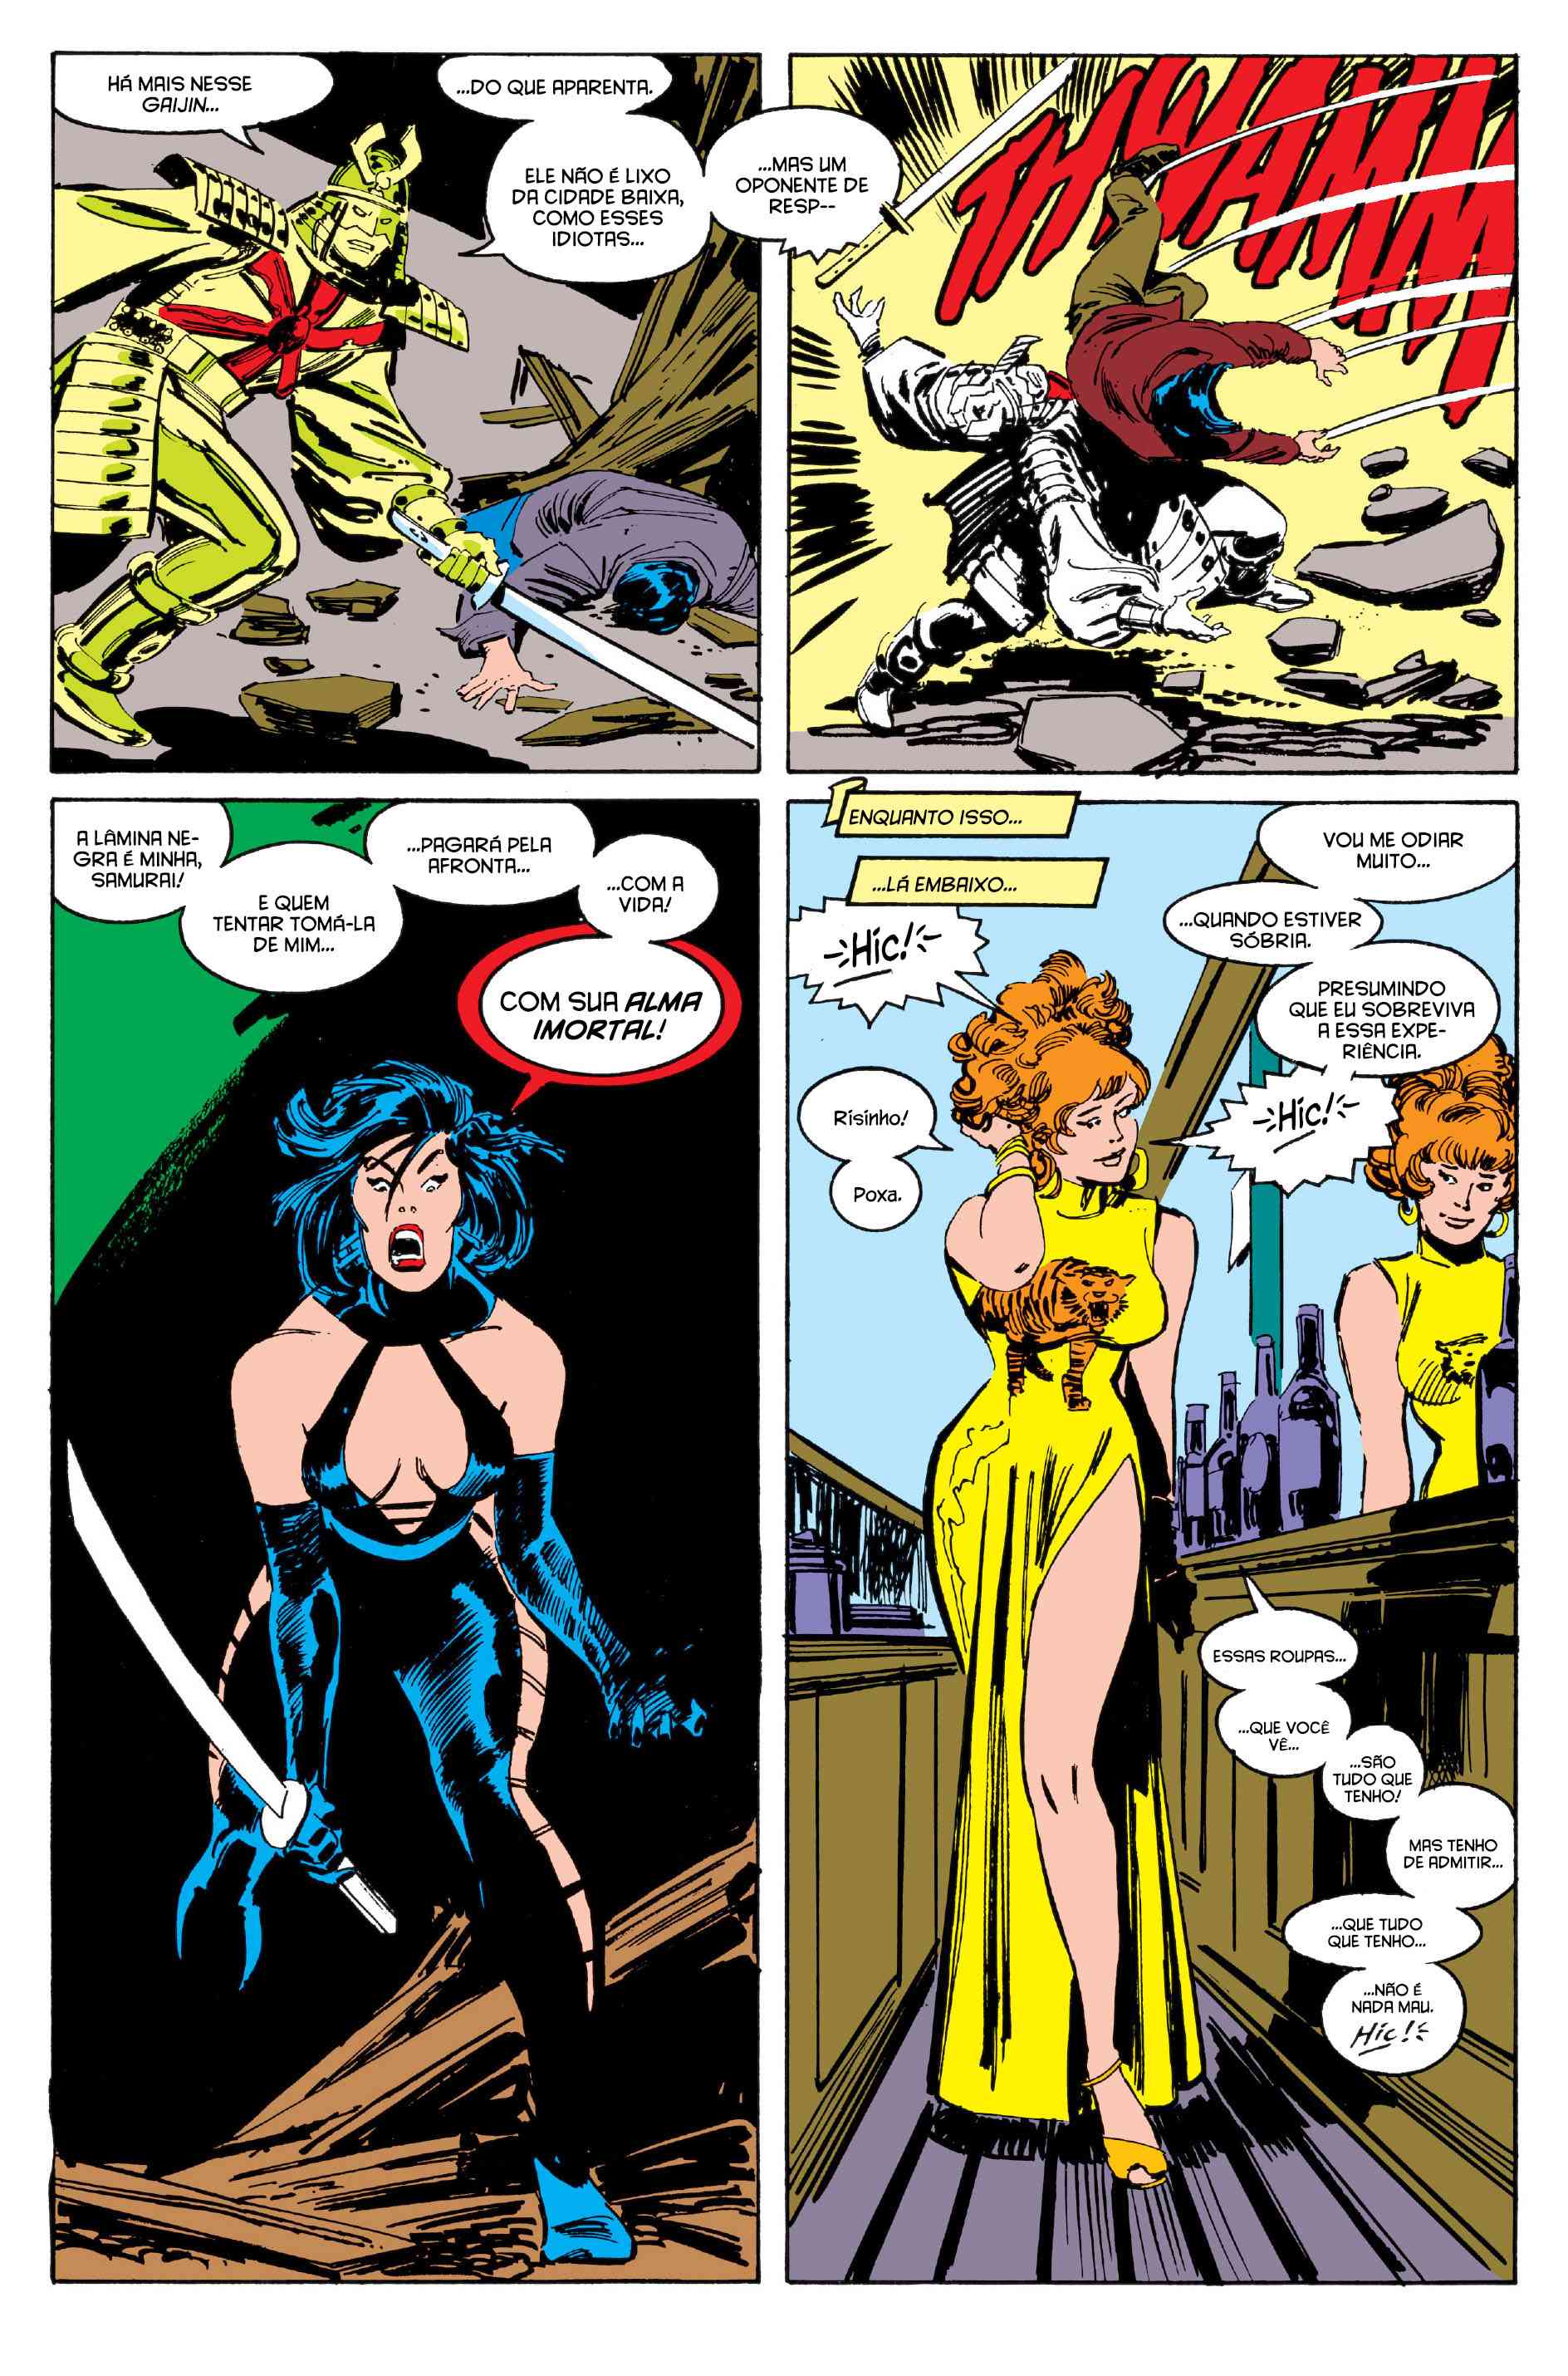 HÁ MAIS NESSE
GAIJIN...
...DO QUE APARENTA.
ELE NÃO É LIXO
DA CIDADE BAIXA,
COMO ESSES
IDIOTAS...
...MAS UM
OPONENTE DE
RESP--
THWAMM
A LÂMINA NE-
GRA É MINHA,
SAMURAI!
E QUEM
TENTAR TOMÁ-LA
DE MIM...
...PAGARÁ PELA
AFRONTA...
...COM A
VIDA!
COM SUA ALMA
IMORTAL!
ENQUANTO ISSO...
...LÁ EMBAIXO...
Hic!
VOU ME ODIAR
MUITO...
...QUANDO ESTIVER
SÓBRIA.
PRESUMINDO
QUE EU SOBREVIVA
A ESSA EXPE-
RIÊNCIA.
Hic!
Risinho!
Poxa.
ESSAS ROUPAS...
...QUE VOCÊ
VÊ...
...SÃO
TUDO QUE
TENHO!
MAS TENHO
DE ADMITIR...
...QUE TUDO
QUE TENHO...
...NÃO É
NADA MAU.
Hic!